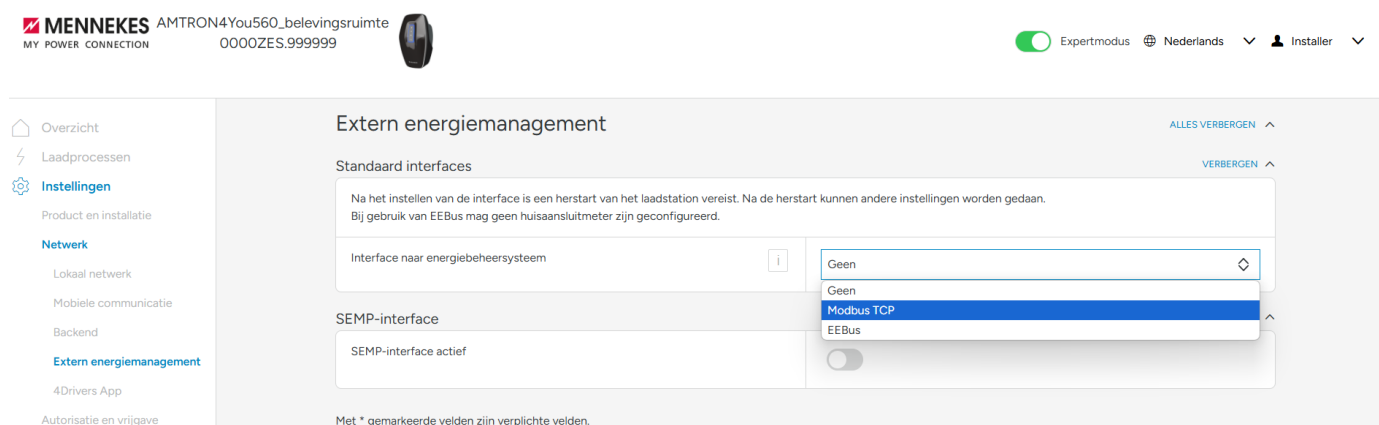 MENNEKES
MY POWER CONNECTION
AMTRON4You560_belevingsruimte
0000ZES.999999
Expertmodus
Nederlands
Installer
Overzicht
Laadprocessen
Instellingen
Product en installatie
Netwerk
Lokaal netwerk
Mobiele communicatie
Backend
Extern energiemanagement
4Drivers App
Autorisatie en vrijgave
Extern energiemanagement
ALLES VERBERGEN
Standaard interfaces
VERBERGEN
Na het instellen van de interface is een herstart van het laadstation vereist. Na de herstart kunnen andere instellingen worden gedaan.
Bij gebruik van EEBus mag geen huisaansluitmeter zijn geconfigureerd.
Interface naar energiebeheersysteem
i
Geen
Geen
Modbus TCP
EEBus
SEMP-interface
SEMP-interface actief
Met * gemarkeerde velden zijn verplichte velden.